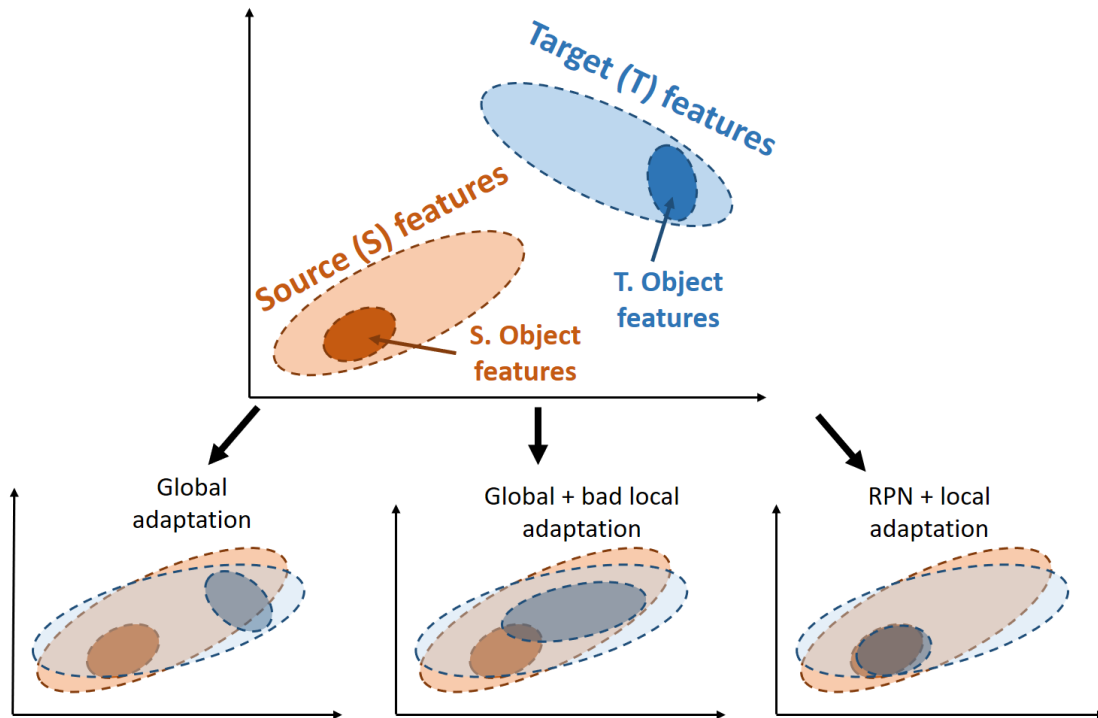 Target (T) features
Source (S) features
T. Object
features
S. Object
features
Global
adaptation
Global + bad local
adaptation
RPN + local
adaptation